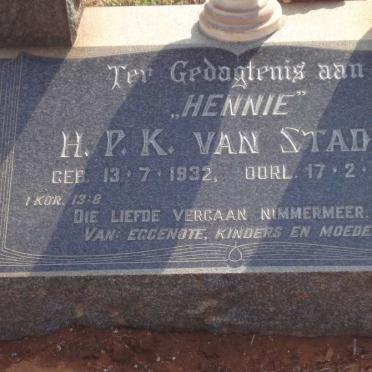 Ter Gedagtenis aan
„HENNIE"
H. P. K. VAN STAD
GEB. 13·7·1932, OORL. 17·2·
1 KOR. 13:8
DIE LIEFDE VERGAAN NIMMERMEER.
VAN: EGGENOTE, KINDERS EN MOEDE